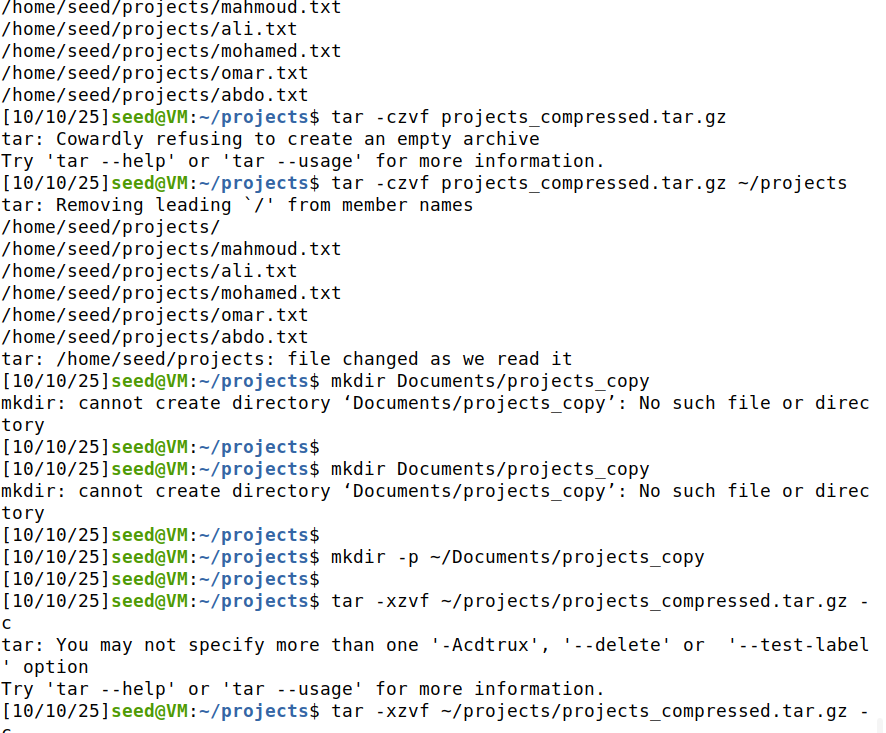 /home/seed/projects/mahmoud.txt
/home/seed/projects/ali.txt
/home/seed/projects/mohamed.txt
/home/seed/projects/omar.txt
/home/seed/projects/abdo.txt
[10/10/25]seed@VM:~/projects$ tar -czvf projects_compressed.tar.gz
tar: Cowardly refusing to create an empty archive
Try 'tar --help' or 'tar --usage' for more information.
[10/10/25]seed@VM:~/projects$ tar -czvf projects_compressed.tar.gz ~/projects
tar: Removing leading `/' from member names
/home/seed/projects/
/home/seed/projects/mahmoud.txt
/home/seed/projects/ali.txt
/home/seed/projects/mohamed.txt
/home/seed/projects/omar.txt
/home/seed/projects/abdo.txt
tar: /home/seed/projects: file changed as we read it
[10/10/25]seed@VM:~/projects$ mkdir Documents/projects_copy
mkdir: cannot create directory ‘Documents/projects_copy’: No such file or direc
tory
[10/10/25]seed@VM:~/projects$
[10/10/25]seed@VM:~/projects$ mkdir Documents/projects_copy
mkdir: cannot create directory ‘Documents/projects_copy’: No such file or direc
tory
[10/10/25]seed@VM:~/projects$
[10/10/25]seed@VM:~/projects$ mkdir -p ~/Documents/projects_copy
[10/10/25]seed@VM:~/projects$
[10/10/25]seed@VM:~/projects$ tar -xzvf ~/projects/projects_compressed.tar.gz -
c
tar: You may not specify more than one '-Acdtrux', '--delete' or  '--test-label
' option
Try 'tar --help' or 'tar --usage' for more information.
[10/10/25]seed@VM:~/projects$ tar -xzvf ~/projects/projects_compressed.tar.gz -